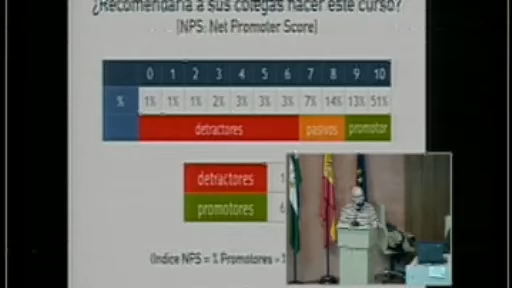 ¿Recomendaría a sus colegas hacer este curso?
[NPS: Net Promoter Score]
0 1 2 3 4 5 6 7 8 9 10
% 1% 1% 1% 2% 3% 3% 3% 7% 14% 13% 51%
detractores pasivos promotor
detractores 1
promotores 6
(Indice NPS = % Promotores -